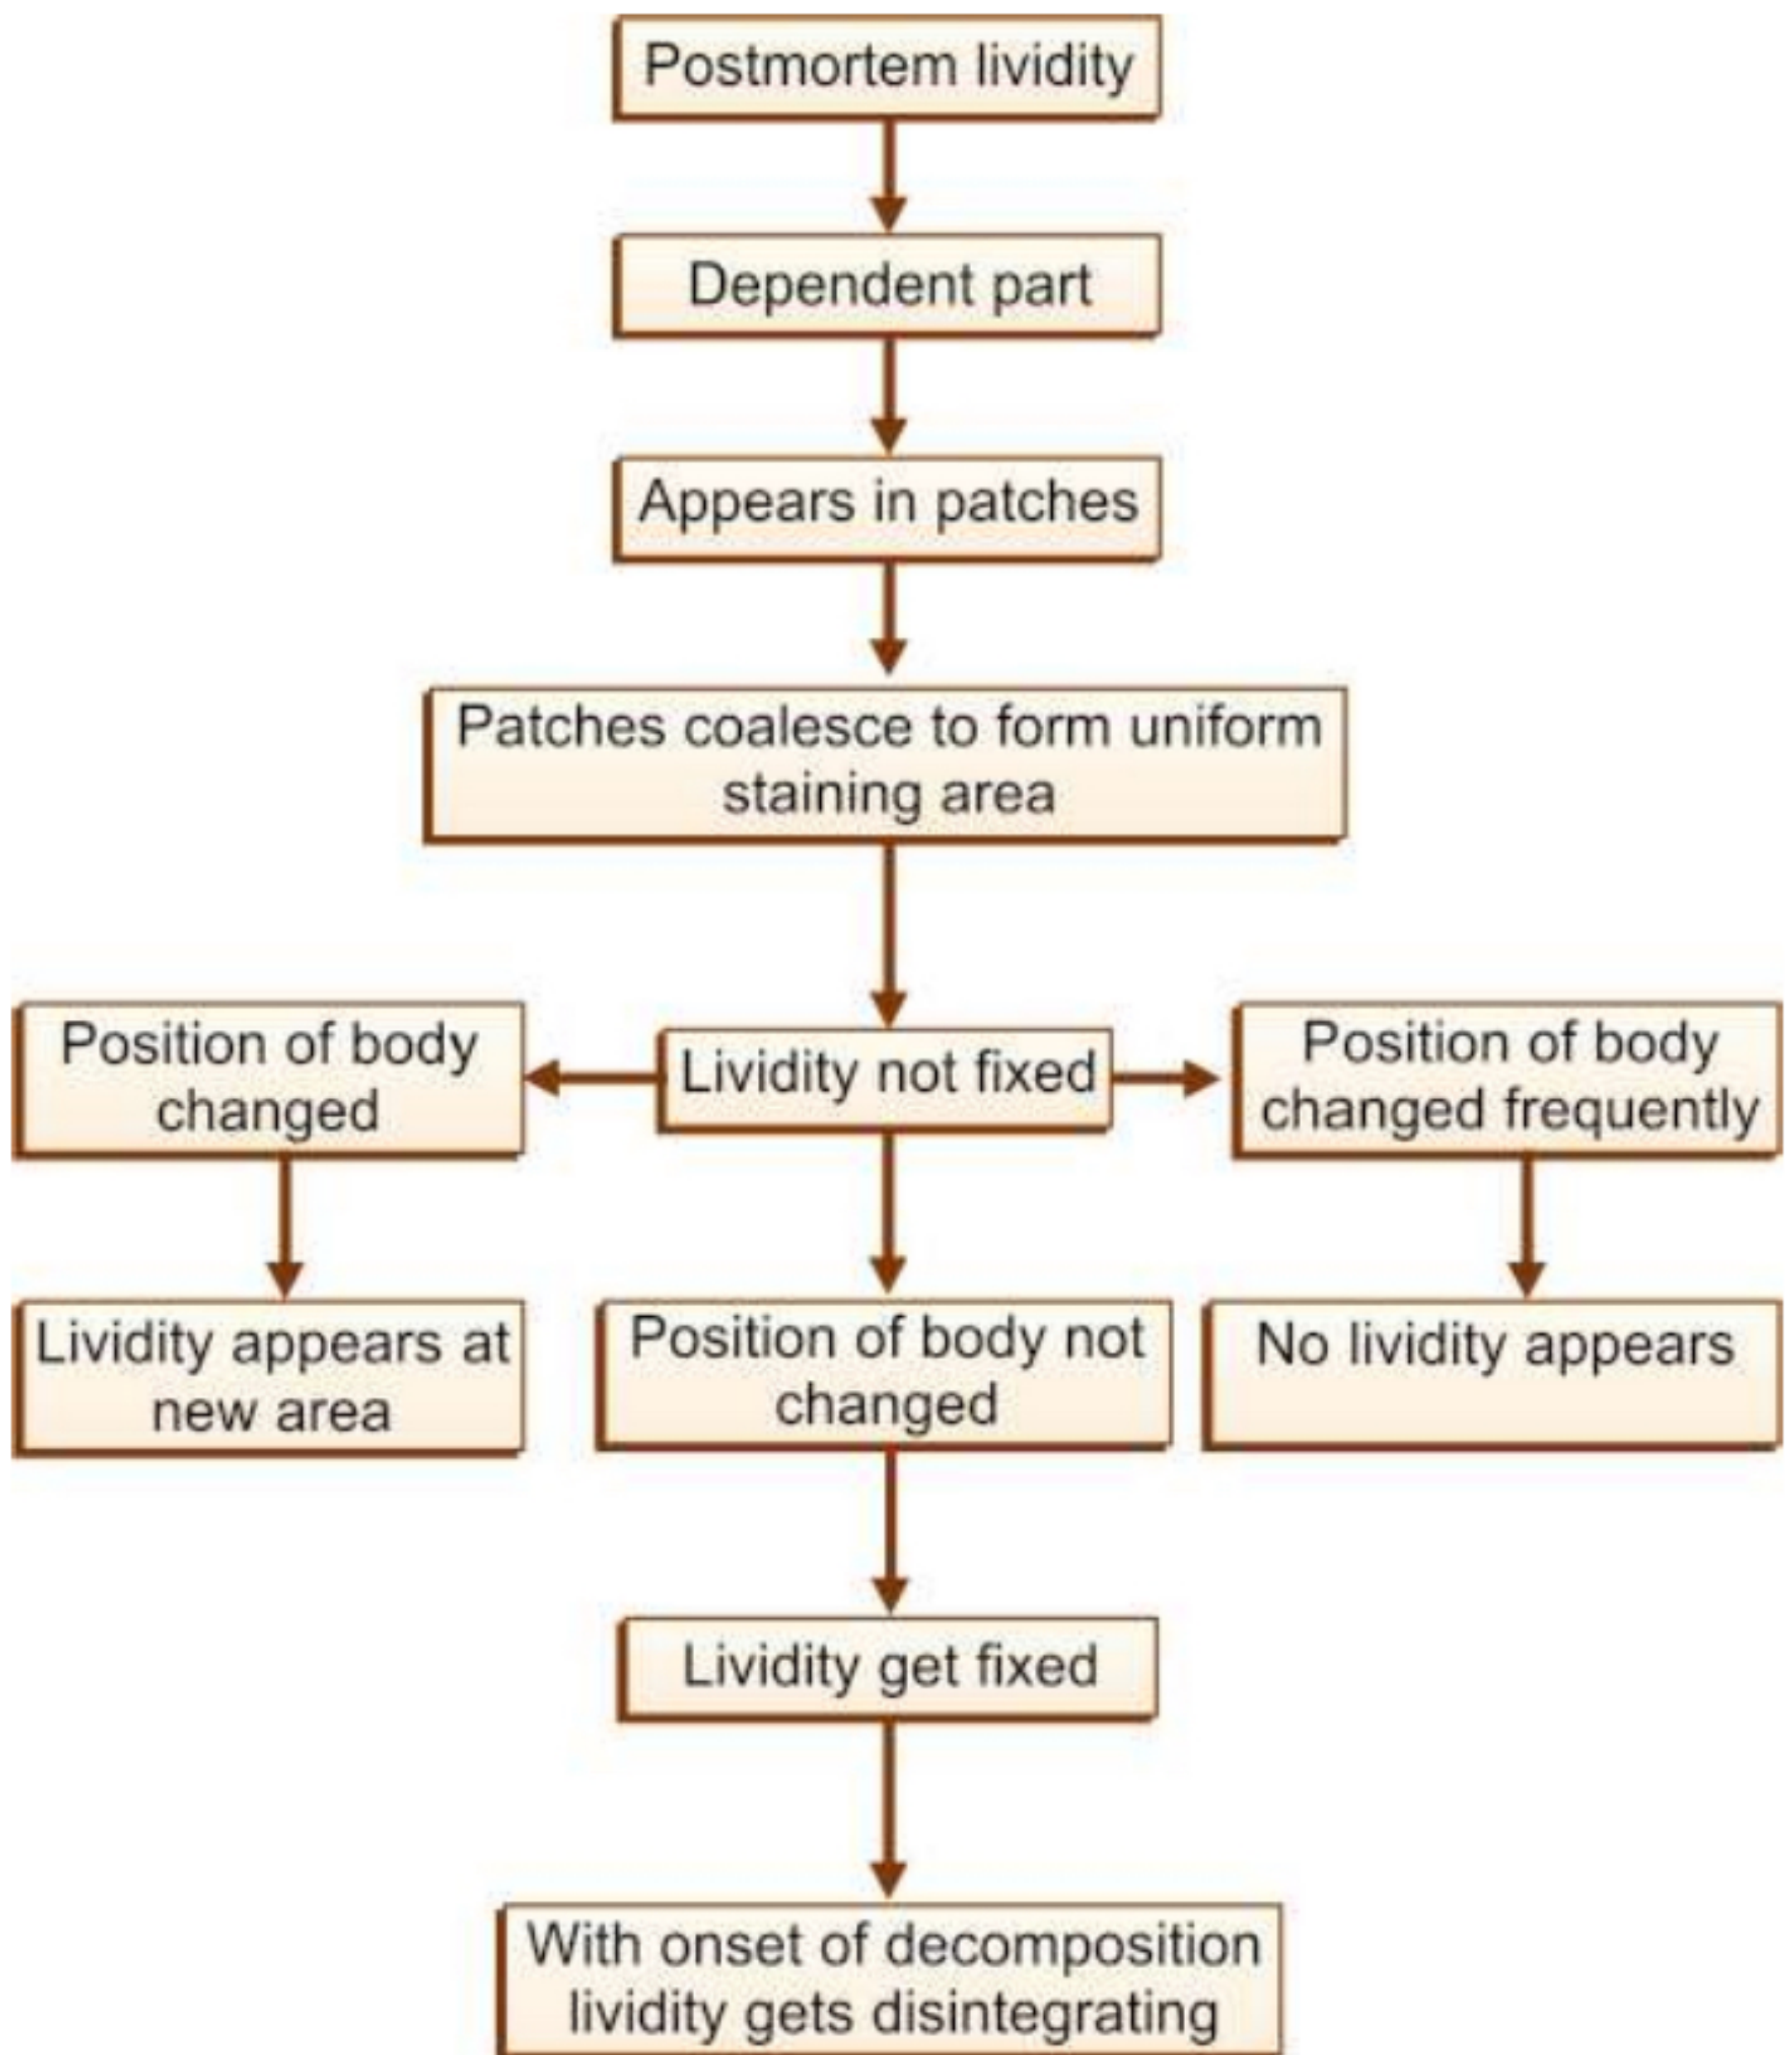 Postmortem lividity
Dependent part
Appears in patches
Patches coalesce to form uniform
staining area
Position of body
changed
Lividity not fixed
Position of body
changed frequently
Lividity appears at
new area
Position of body not
changed
No lividity appears
Lividity get fixed
With onset of decomposition
lividity gets disintegrating